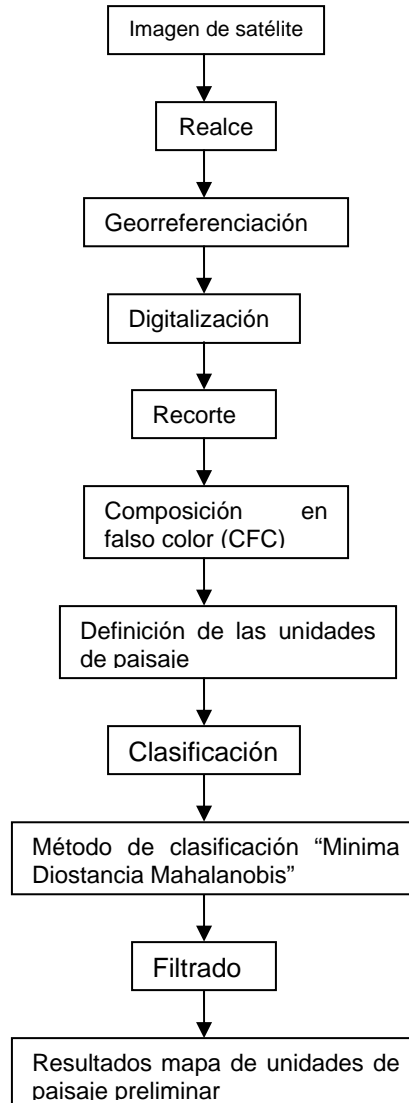 Imagen de satélite
Realce
Georreferenciación
Digitalización
Recorte
Composición en
falso color (CFC)
Definición de las unidades
de paisaje
Clasificación
Método de clasificación “Minima
Diostancia Mahalanobis”
Filtrado
Resultados mapa de unidades de
paisaje preliminar